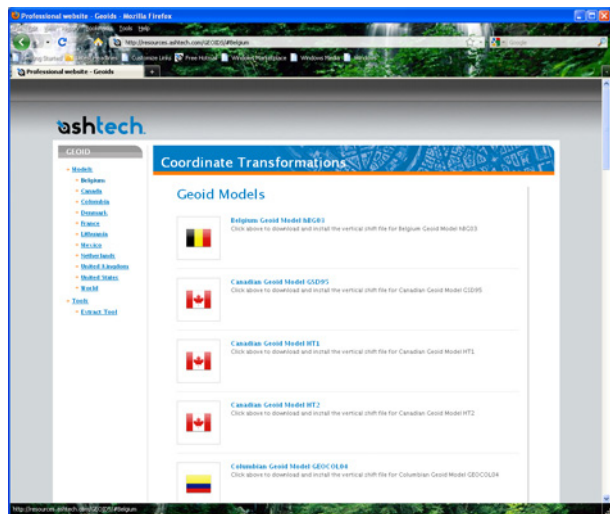 Professional website - Geoids - Mozilla Firefox
Tools Help
http://resources.ashtech.com/GEOIDS/#Belgium
Google
Customize Links Free Hotmail Windows Marketplace Windows Media Windows
Professional website - Geoids
ashtech.
GEOID
Models
Belgium
Canada
Colombia
Denmark
France
Lithuania
Mexico
Netherlands
United Kingdom
United States
World
Tools
Extract Tool
Coordinate Transformations
Geoid Models
Belgium Geoid Model hBG03
Click above to download and install the vertical shift file for Belgium Geoid Model hBG03
Canadian Geoid Model GSD95
Click above to download and install the vertical shift file for Canadian Geoid Model GSD95
Canadian Geoid Model HT1
Click above to download and install the vertical shift file for Canadian Geoid Model HT1
Canadian Geoid Model HT2
Click above to download and install the vertical shift file for Canadian Geoid Model HT2
Columbian Geoid Model GEOCOL04
Click above to download and install the vertical shift file for Columbian Geoid Model GEOCOL04
http://resources.ashtech.com/GEOIDS/#Belgium